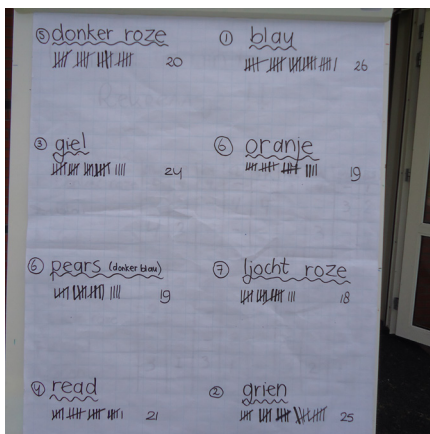 ⑤ donker roze
20
① blau
26
③ giel
24
⑥ oranje
19
⑥ pears (donker blau)
19
⑦ ljocht roze
18
④ read
21
② grien
25